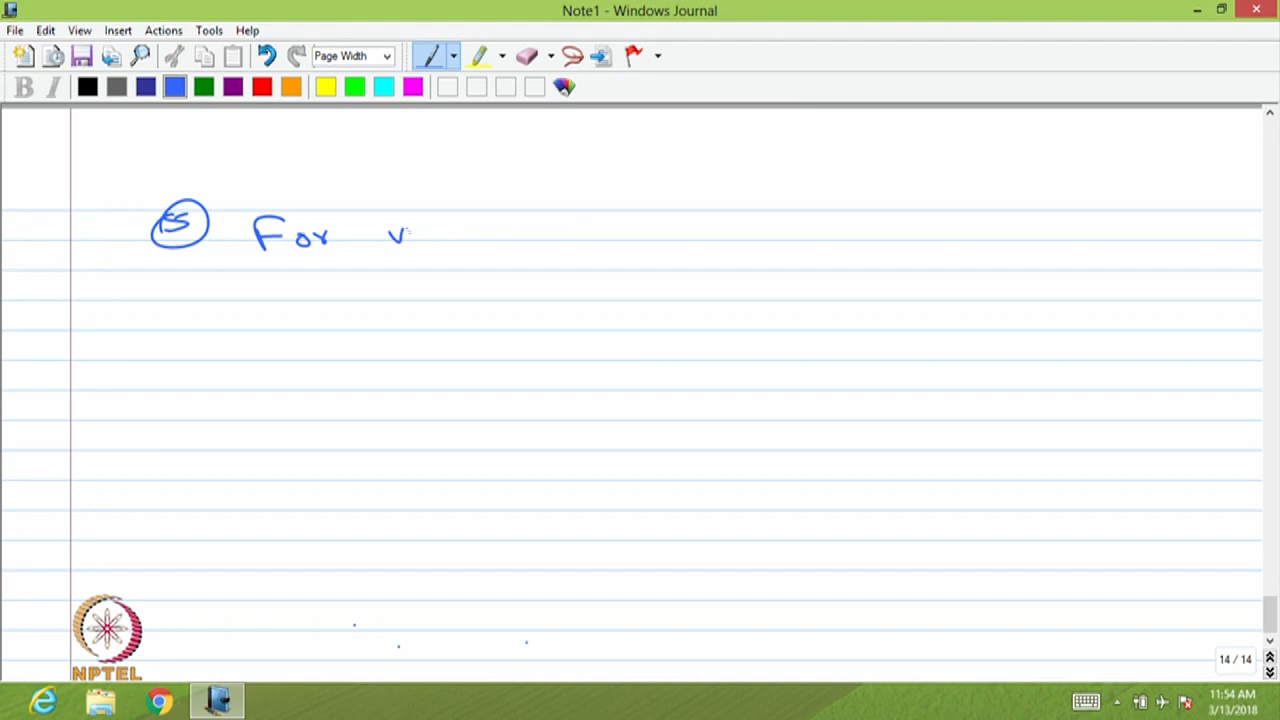 Note1 - Windows Journal
File Edit View Insert Actions Tools Help
Page Width
B I
For v
14 / 14
NPTEL
11:54 AM
3/13/2018